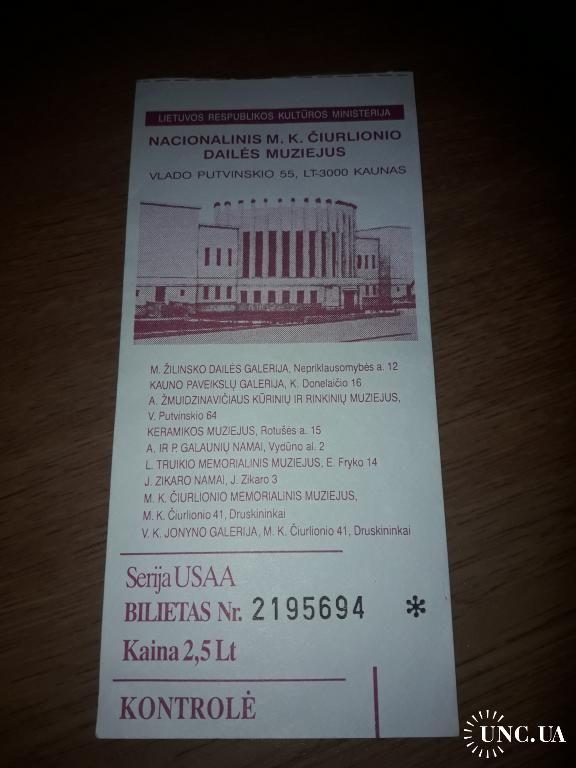 LIETUVOS RESPUBLIKOS KULTŪROS MINISTERIJA
NACIONALINIS M. K. ČIURLIONIO
DAILĖS MUZIEJUS
VLADO PUTVINSKIO 55, LT-3000 KAUNAS
M. ŽILINSKO DAILĖS GALERIJA, Nepriklausomybės a. 12
KAUNO PAVEIKSLŲ GALERIJA, K. Donelaičio 16
A. ŽMUIDZINAVIČIAUS KŪRINIŲ IR RINKINIŲ MUZIEJUS,
V. Putvinskio 64
KERAMIKOS MUZIEJUS, Rotušės a. 15
A. IR P. GALAUNIŲ NAMAI, Vydūno al. 2
L. TRUIKIO MEMORIALINIS MUZIEJUS, E. Fryko 14
J. ZIKARO NAMAI, J. Zikaro 3
M. K. ČIURLIONIO MEMORIALINIS MUZIEJUS,
M. K. Čiurlionio 41, Druskininkai
V. K. JONYNO GALERIJA, M. K. Čiurlionio 41, Druskininkai
Serija USAA
BILIETAS Nr. 2195694 *
Kaina 2,5 Lt
KONTROLĖ
UNC.UA